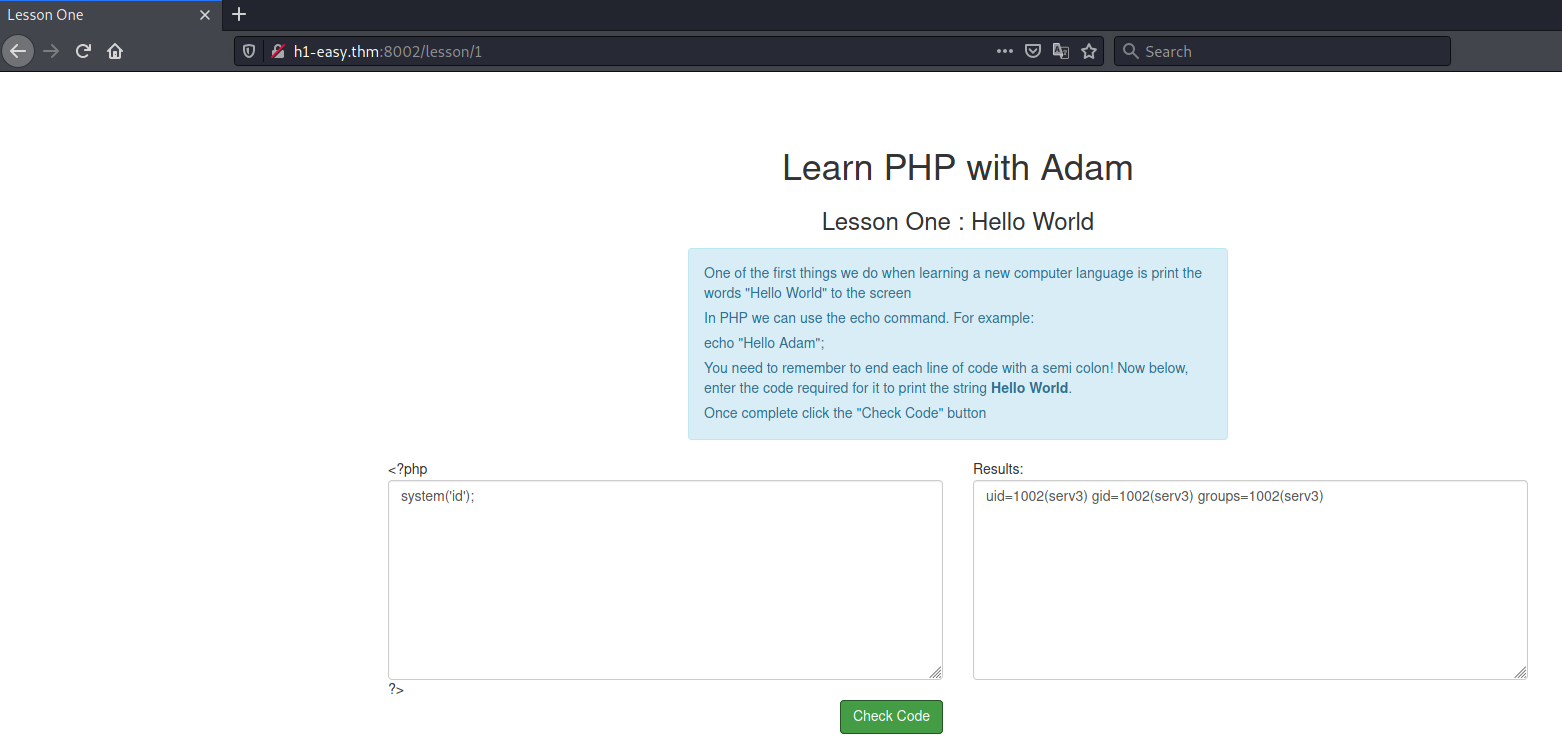 Lesson One
h1-easy.thm:8002/lesson/1
Search
Learn PHP with Adam
Lesson One : Hello World
One of the first things we do when learning a new computer language is print the
words "Hello World" to the screen
In PHP we can use the echo command. For example:
echo "Hello Adam";
You need to remember to end each line of code with a semi colon! Now below,
enter the code required for it to print the string Hello World.
Once complete click the "Check Code" button
<?php
system('id');
?>
Check Code
Results:
uid=1002(serv3) gid=1002(serv3) groups=1002(serv3)